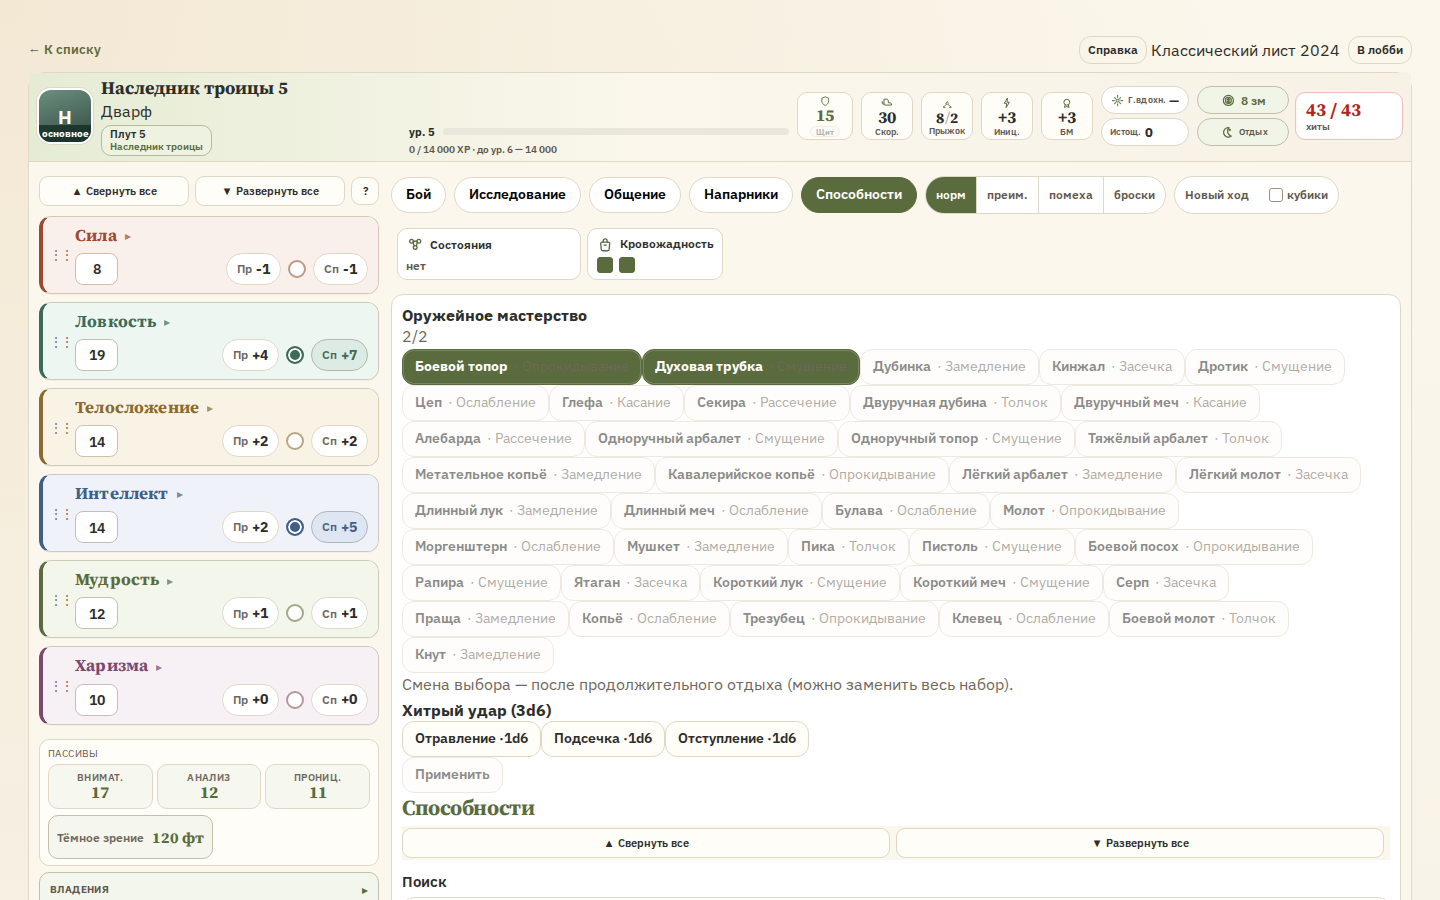 ← К списку
Справка Классический лист 2024 В лобби
Н
основное
Наследник троицы 5
Дварф
Плут 5
Наследник троицы
ур. 5
0 / 14 000 XP · до ур. 6 — 14 000
15
Щит
30
Скор.
8/2
Прыжок
+3
Иниц.
+3
БМ
Г.вдохн. —
Истощ. 0
8 зм
Отдых
43 / 43
хиты
▲ Свернуть все ▼ Развернуть все ?
Бой Исследование Общение Напарники Способности норм преим. помеха броски Новый ход кубики
Сила ▸
8 Пр -1 Сп -1
Ловкость ▸
19 Пр +4 Сп +7
Телосложение ▸
14 Пр +2 Сп +2
Интеллект ▸
14 Пр +2 Сп +5
Мудрость ▸
12 Пр +1 Сп +1
Харизма ▸
10 Пр +0 Сп +0
ПАССИВЫ
ВНИМАТ. АНАЛИЗ ПРОНИЦ.
17 12 11
Тёмное зрение 120 фт
ВЛАДЕНИЯ ▸
Состояния
нет
Кровожадность
Оружейное мастерство
2/2
Боевой топор · Опрокидывание Духовая трубка · Смущение Дубинка · Замедление Кинжал · Засечка Дротик · Смущение
Цеп · Ослабление Глефа · Касание Секира · Рассечение Двуручная дубина · Толчок Двуручный меч · Касание
Алебарда · Рассечение Одноручный арбалет · Смущение Одноручный топор · Смущение Тяжёлый арбалет · Толчок
Метательное копьё · Замедление Кавалерийское копьё · Опрокидывание Лёгкий арбалет · Замедление Лёгкий молот · Засечка
Длинный лук · Замедление Длинный меч · Ослабление Булава · Ослабление Молот · Опрокидывание
Моргенштерн · Ослабление Мушкет · Замедление Пика · Толчок Пистоль · Смущение Боевой посох · Опрокидывание
Рапира · Смущение Ятаган · Засечка Короткий лук · Смущение Короткий меч · Смущение Серп · Засечка
Праща · Замедление Копьё · Ослабление Трезубец · Опрокидывание Клевец · Ослабление Боевой молот · Толчок
Кнут · Замедление
Смена выбора — после продолжительного отдыха (можно заменить весь набор).
Хитрый удар (3d6)
Отравление ·1d6 Подсечка ·1d6 Отступление ·1d6
Применить
Способности
▲ Свернуть все ▼ Развернуть все
Поиск